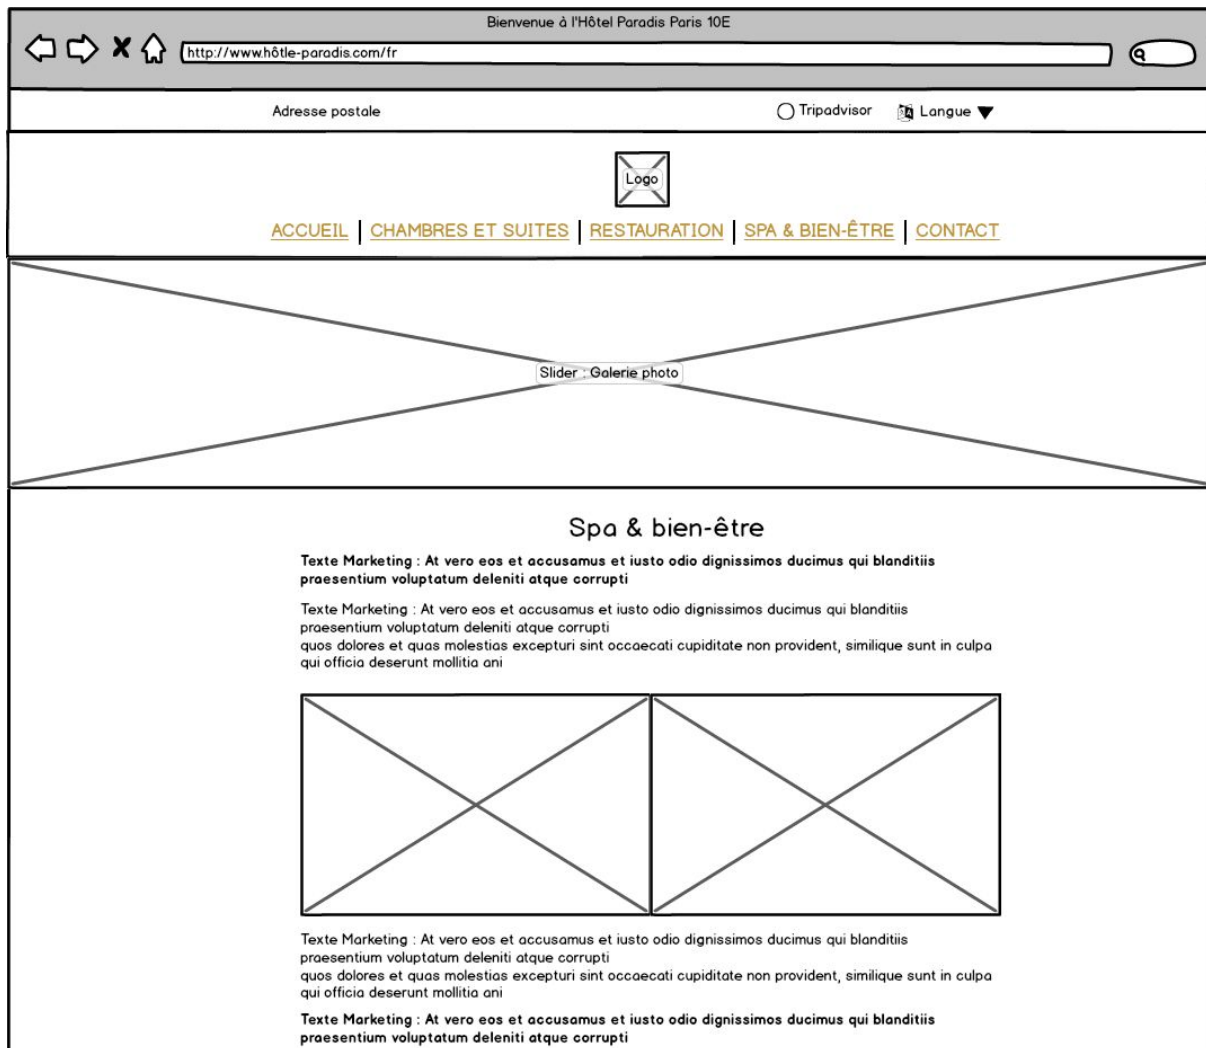 Bienvenue à l'Hôtel Paradis Paris 10E
http://www.hôtle-paradis.com/fr
Adresse postale
Tripadvisor
Langue
Logo
ACCUEIL | CHAMBRES ET SUITES | RESTAURATION | SPA & BIEN-ÊTRE | CONTACT
Slider : Galerie photo
Spa & bien-être
Texte Marketing : At vero eos et accusamus et iusto odio dignissimos ducimus qui blanditiis
praesentium voluptatum deleniti atque corrupti
Texte Marketing : At vero eos et accusamus et iusto odio dignissimos ducimus qui blanditiis
praesentium voluptatum deleniti atque corrupti
quos dolores et quas molestias excepturi sint occaecati cupiditate non provident, similique sunt in culpa
qui officia deserunt mollitia ani
Texte Marketing : At vero eos et accusamus et iusto odio dignissimos ducimus qui blanditiis
praesentium voluptatum deleniti atque corrupti
quos dolores et quas molestias excepturi sint occaecati cupiditate non provident, similique sunt in culpa
qui officia deserunt mollitia ani
Texte Marketing : At vero eos et accusamus et iusto odio dignissimos ducimus qui blanditiis
praesentium voluptatum deleniti atque corrupti